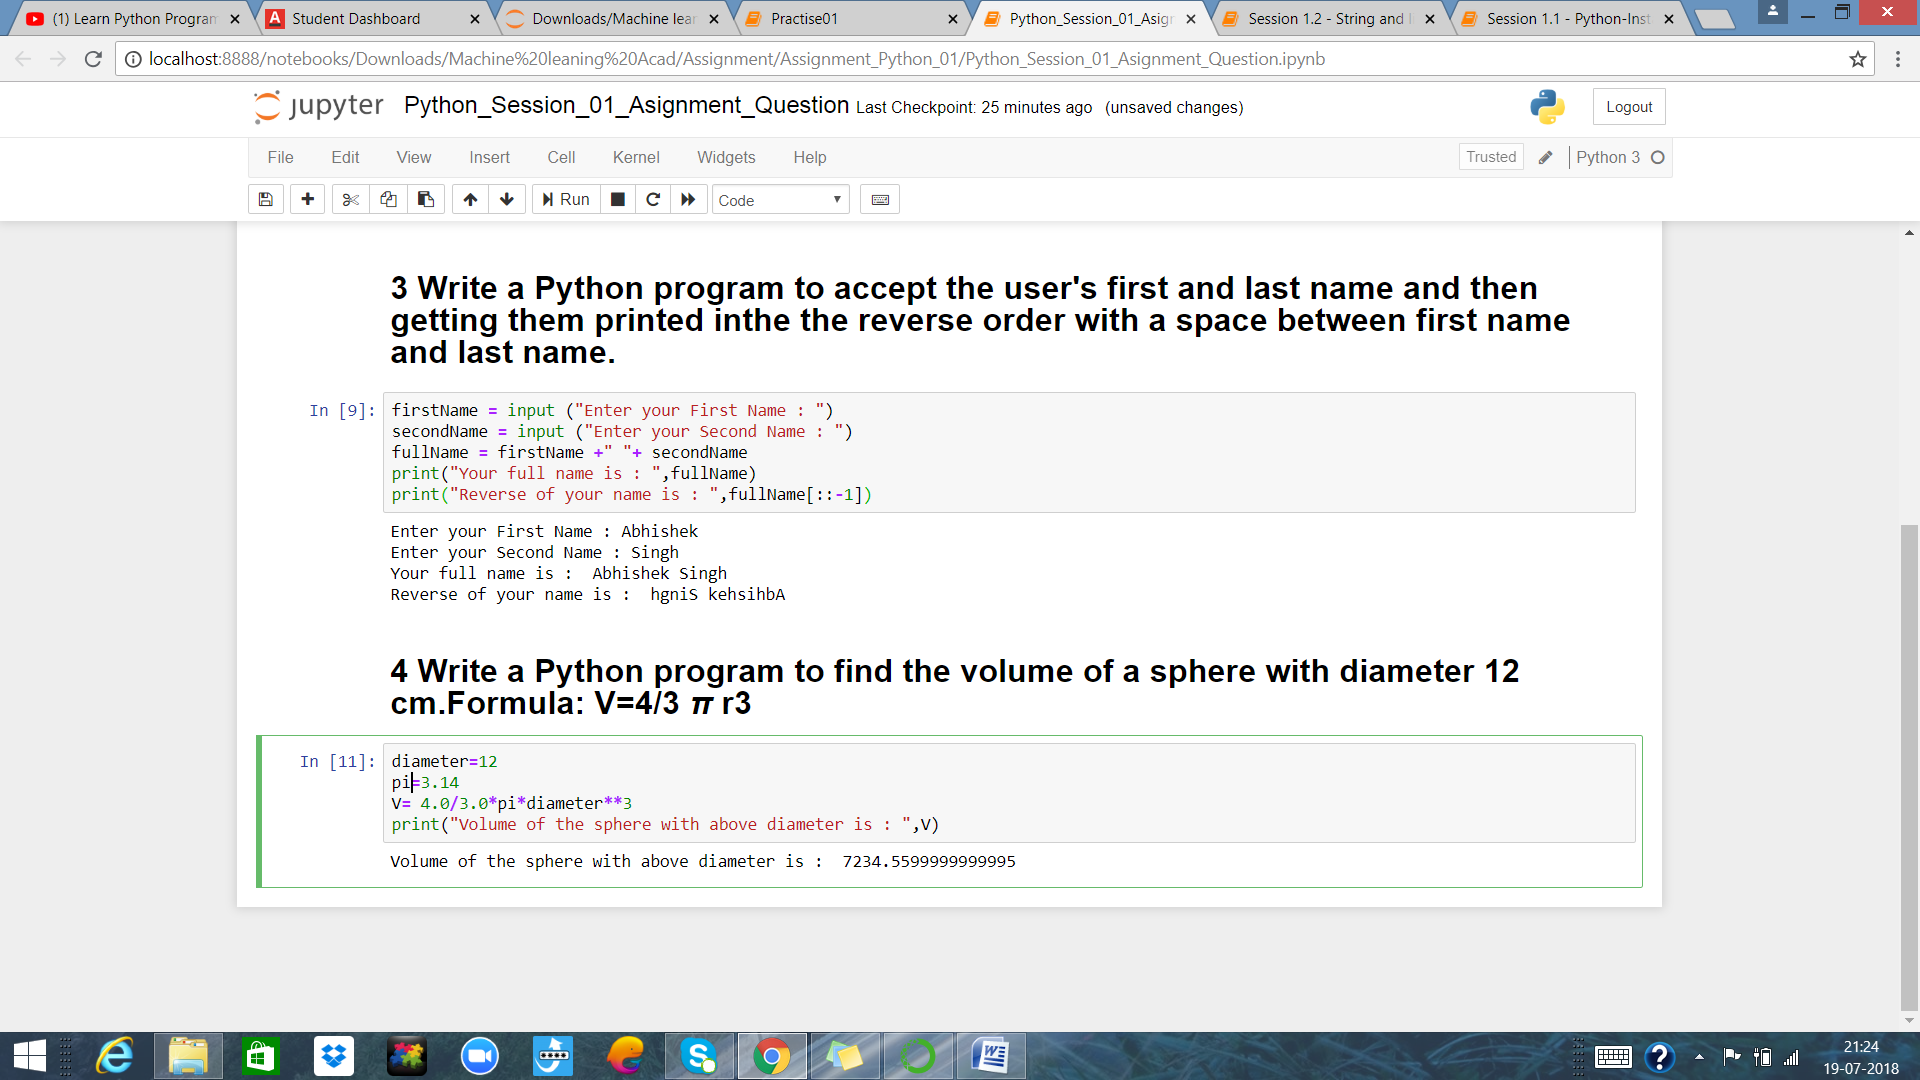 (1) Learn Python Program
Student Dashboard
Downloads/Machine lear
Practise01
Python_Session_01_Asign
Session 1.2 - String and I
Session 1.1 - Python-Inst
localhost:8888/notebooks/Downloads/Machine%20leaning%20Acad/Assignment/Assignment_Python_01/Python_Session_01_Asignment_Question.ipynb
jupyter Python_Session_01_Asignment_Question Last Checkpoint: 25 minutes ago (unsaved changes)
Logout
File Edit View Insert Cell Kernel Widgets Help
Trusted Python 3
Run Code
3 Write a Python program to accept the user's first and last name and then
getting them printed inthe the reverse order with a space between first name
and last name.
In [9]: firstName = input ("Enter your First Name : ")
secondName = input ("Enter your Second Name : ")
fullName = firstName +" "+ secondName
print("Your full name is : ",fullName)
print("Reverse of your name is : ",fullName[::-1])
Enter your First Name : Abhishek
Enter your Second Name : Singh
Your full name is :  Abhishek Singh
Reverse of your name is :  hgniS kehsihbA
4 Write a Python program to find the volume of a sphere with diameter 12
cm.Formula: V=4/3 π r3
In [11]: diameter=12
pi=3.14
V= 4.0/3.0*pi*diameter**3
print("Volume of the sphere with above diameter is : ",V)
Volume of the sphere with above diameter is :  7234.5599999999995
21:24
19-07-2018